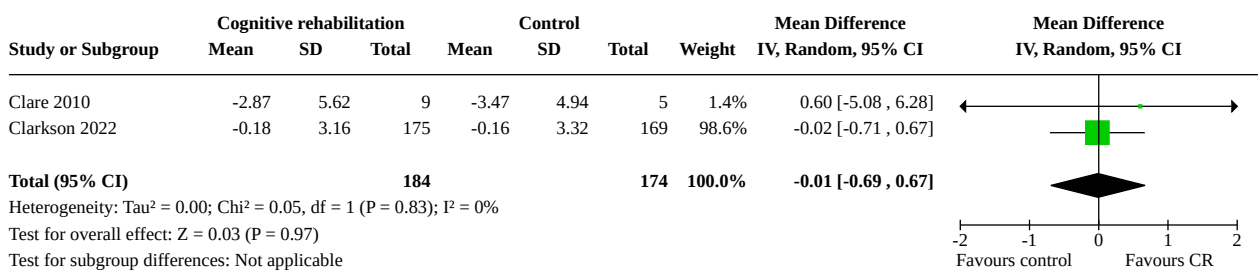 Cognitive rehabilitation Control Mean Difference Mean Difference
Study or Subgroup Mean SD Total Mean SD Total Weight IV, Random, 95% CI IV, Random, 95% CI
Clare 2010 -2.87 5.62 9 -3.47 4.94 5 1.4% 0.60 [-5.08 , 6.28]
Clarkson 2022 -0.18 3.16 175 -0.16 3.32 169 98.6% -0.02 [-0.71 , 0.67]
Total (95% CI) 184 174 100.0% -0.01 [-0.69 , 0.67]
Heterogeneity: Tau² = 0.00; Chi² = 0.05, df = 1 (P = 0.83); I² = 0%
Test for overall effect: Z = 0.03 (P = 0.97)
-2 -1 0 1 2
Test for subgroup differences: Not applicable Favours control Favours CR